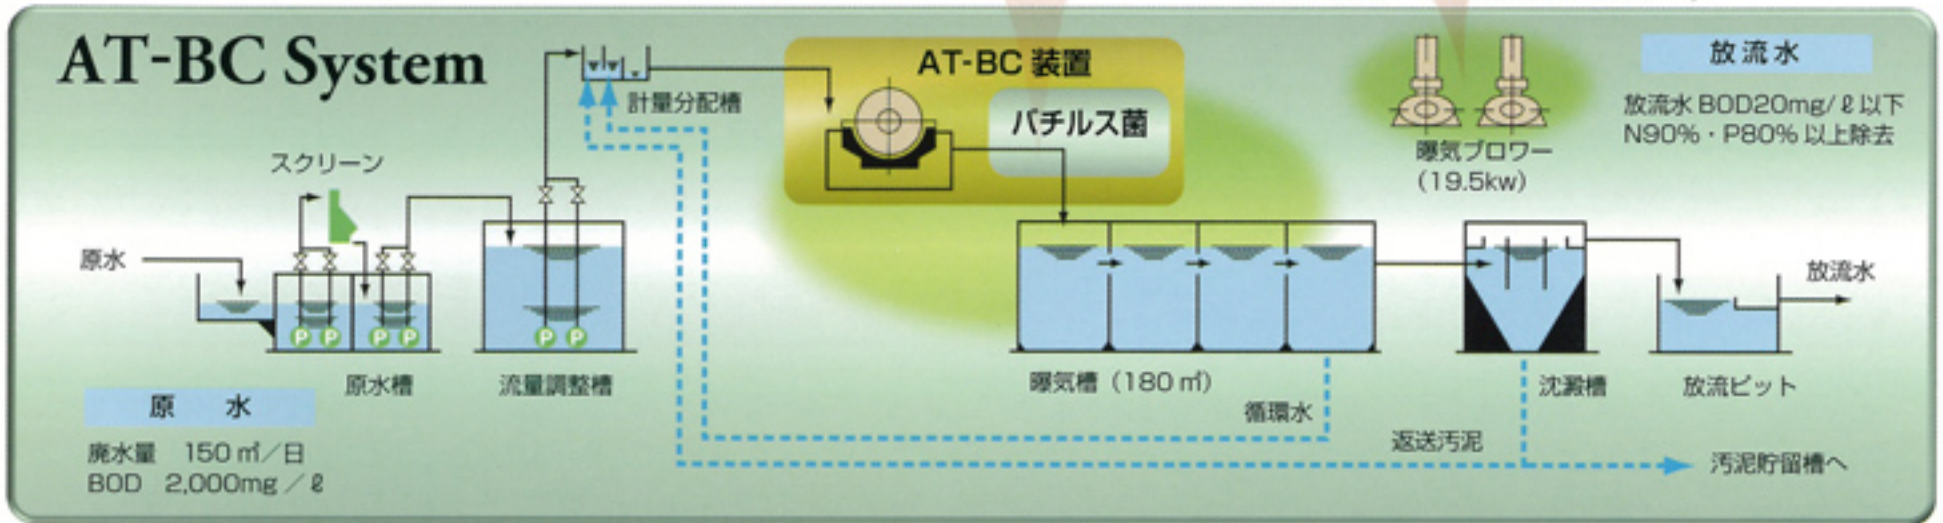 AT-BC System
計量分配槽
AT-BC 装置
バチルス菌
曝気ブロワー
(19.5kw)
放流水
放流水 BOD20mg/ℓ以下
N90%・P80% 以上除去
スクリーン
原水
P P P P
P P
原水槽
流量調整槽
曝気槽（180 ㎥）
沈澱槽
放流ピット
放流水
循環水
返送汚泥
汚泥貯留槽へ
原 水
廃水量 150 ㎥／日
BOD 2,000mg／ℓ